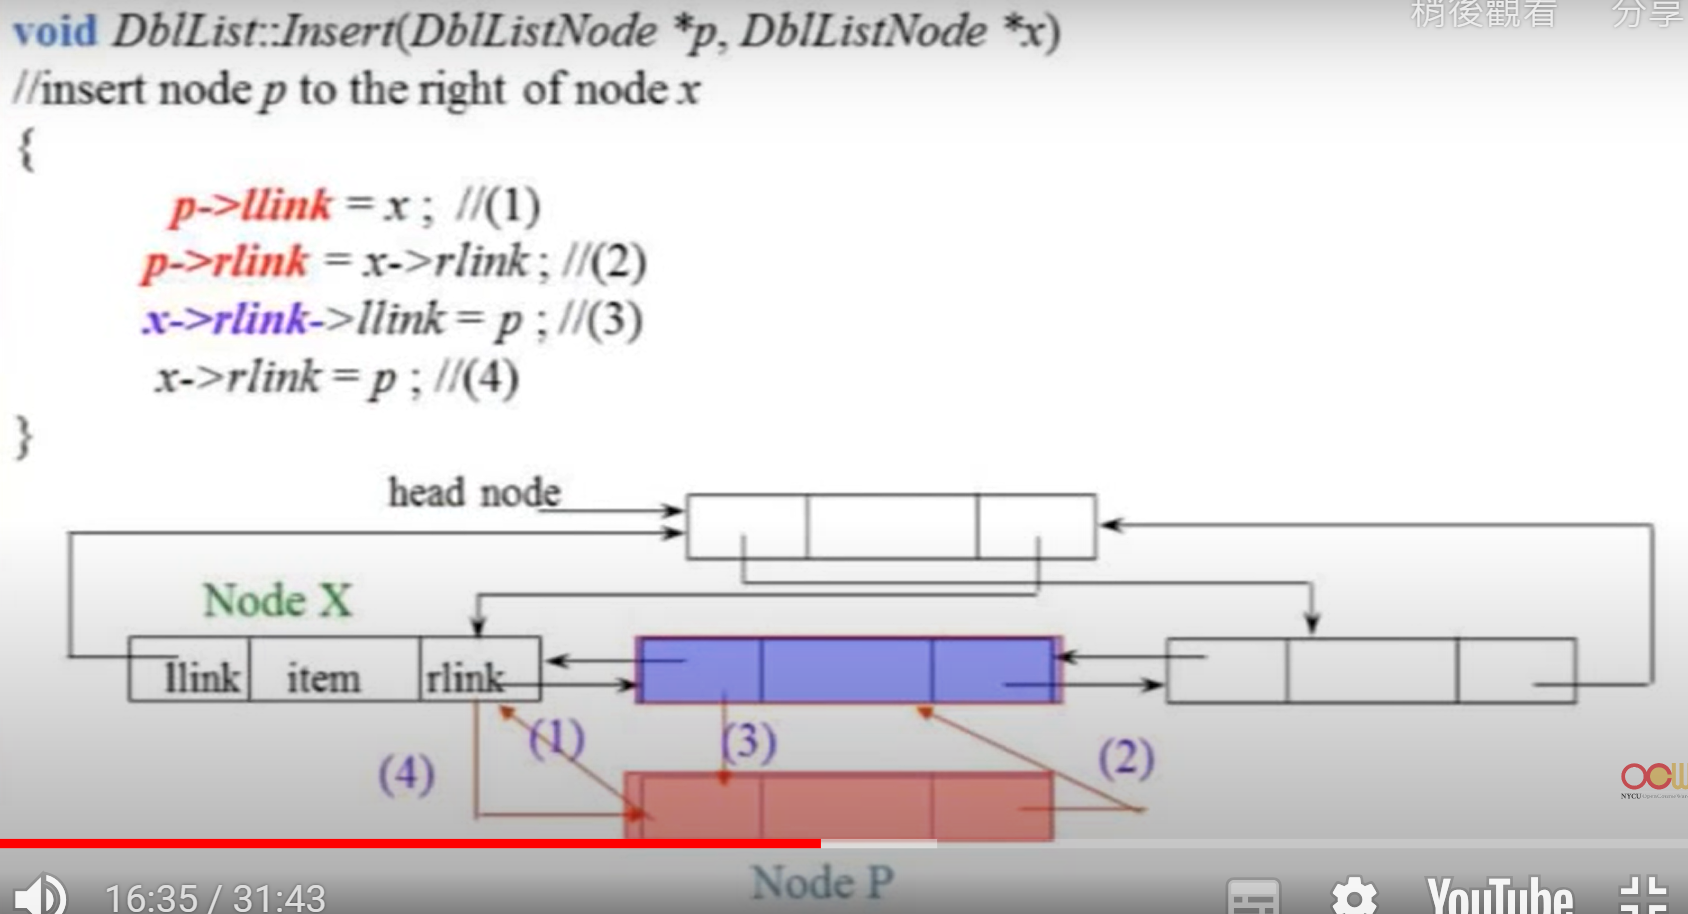 稍後觀看 分享
void DblList::Insert(DblListNode *p, DblListNode *x)
//insert node p to the right of node x
{
p->llink = x ; //(1)
p->rlink = x->rlink ; //(2)
x->rlink->llink = p ; //(3)
x->rlink = p ; //(4)
}
head node
Node X
llink item rlink
(1)
(3)
(2)
(4)
OCW
NYCU
Node P
16:35 / 31:43
YouTube